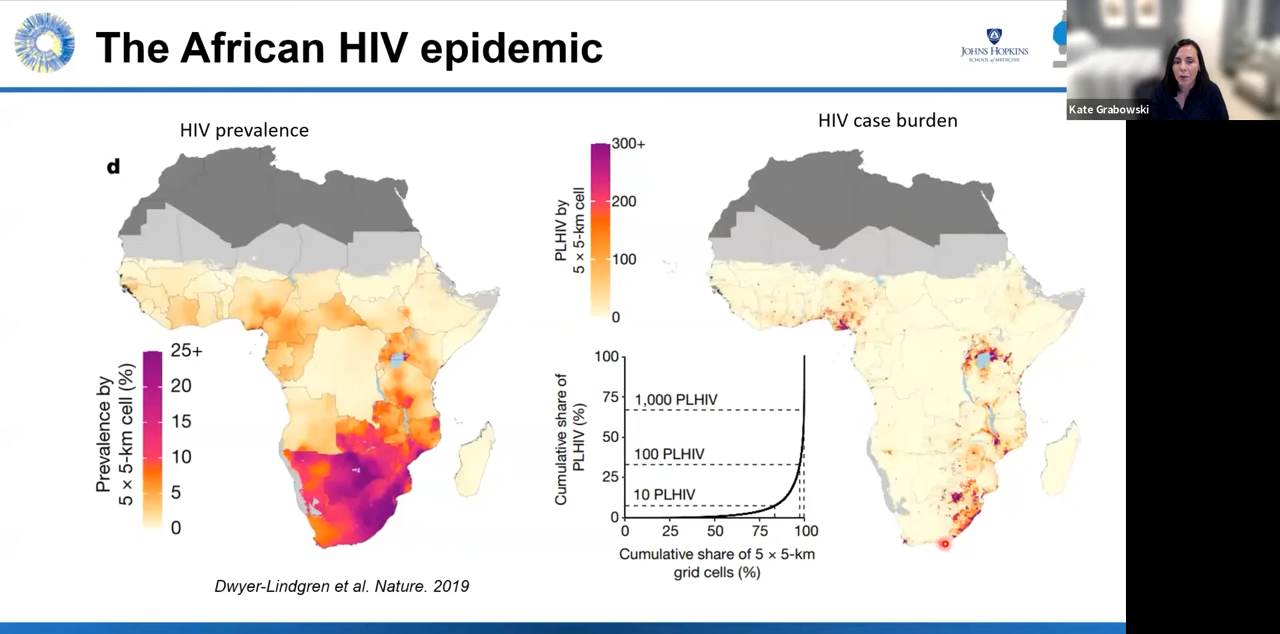 The African HIV epidemic
JOHNS HOPKINS
SCHOOL of MEDICINE
Kate Grabowski
HIV prevalence
d
25+
20
15
10
5
0
Prevalence by
5 × 5-km cell (%)
HIV case burden
300+
200
100
0
PLHIV by
5 × 5-km cell
100
75
50
25
0
1,000 PLHIV
100 PLHIV
10 PLHIV
Cumulative share of
PLHIV (%)
0 25 50 75 100
Cumulative share of 5 × 5-km
grid cells (%)
Dwyer-Lindgren et al. Nature. 2019